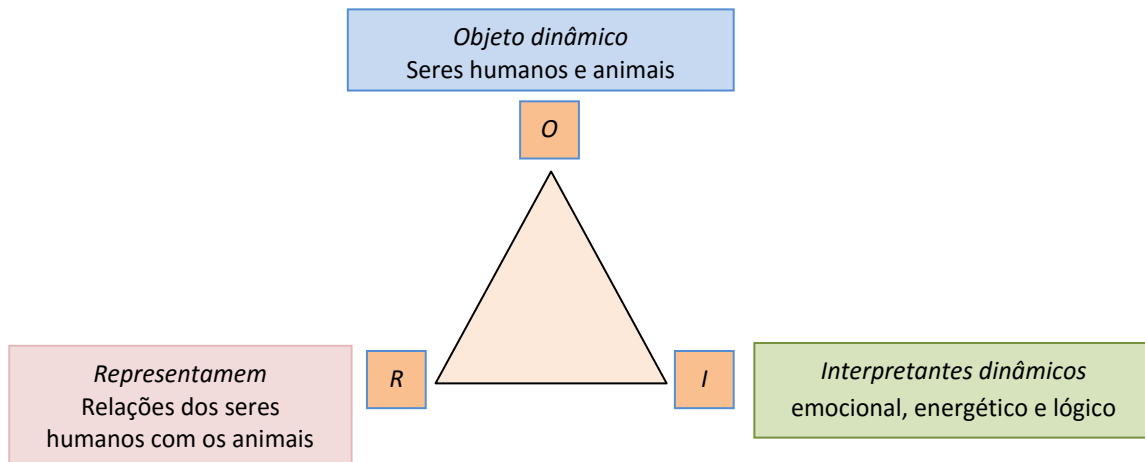 Objeto dinâmico
Seres humanos e animais
O
R
I
Representamem
Relações dos seres
humanos com os animais
Interpretantes dinâmicos
emocional, energético e lógico